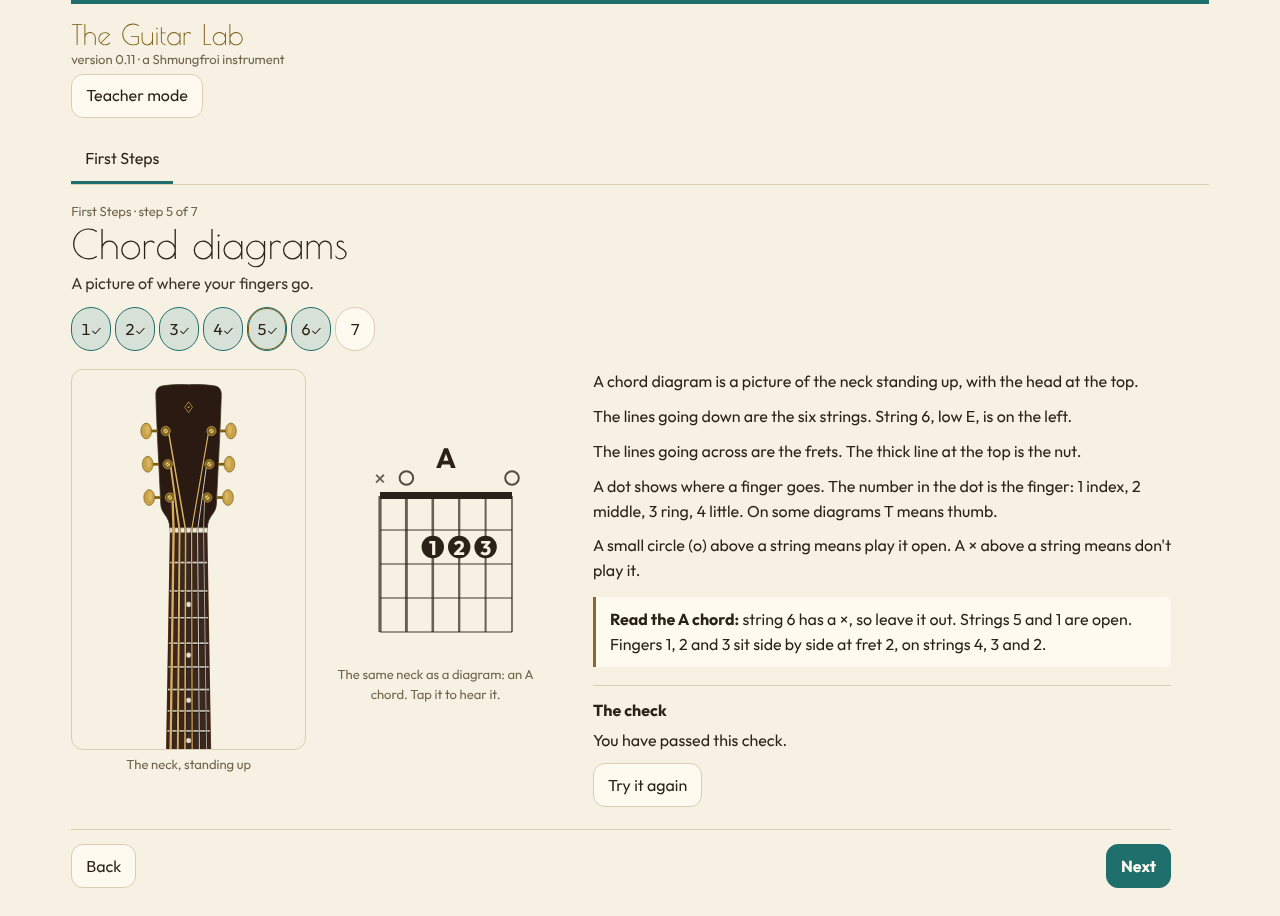 The Guitar Lab
version 0.11 · a Shmungfroi instrument
Teacher mode
First Steps
First Steps · step 5 of 7
Chord diagrams
A picture of where your fingers go.
1✓ 2✓ 3✓ 4✓ 5✓ 6✓ 7
A
× O O
1 2 3
The same neck as a diagram: an A
chord. Tap it to hear it.
The neck, standing up
A chord diagram is a picture of the neck standing up, with the head at the top.
The lines going down are the six strings. String 6, low E, is on the left.
The lines going across are the frets. The thick line at the top is the nut.
A dot shows where a finger goes. The number in the dot is the finger: 1 index, 2
middle, 3 ring, 4 little. On some diagrams T means thumb.
A small circle (o) above a string means play it open. A × above a string means don't
play it.
Read the A chord: string 6 has a ×, so leave it out. Strings 5 and 1 are open.
Fingers 1, 2 and 3 sit side by side at fret 2, on strings 4, 3 and 2.
The check
You have passed this check.
Try it again
Back
Next